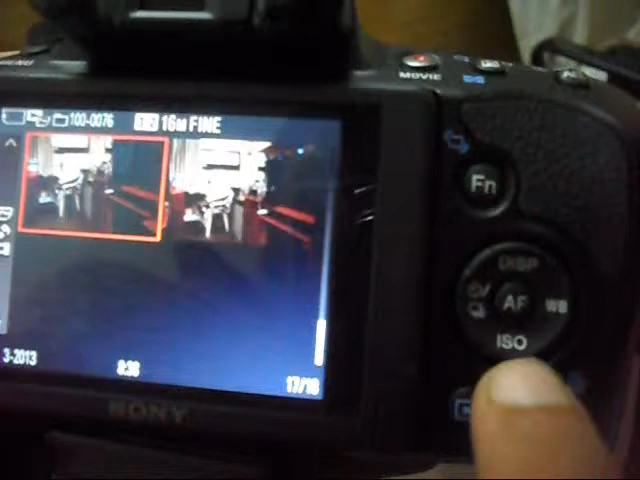 MOVIE
100-0076 16M FINE
Fn
DISP
AF
WB
ISO
3-2013
8:38
17/18
SONY